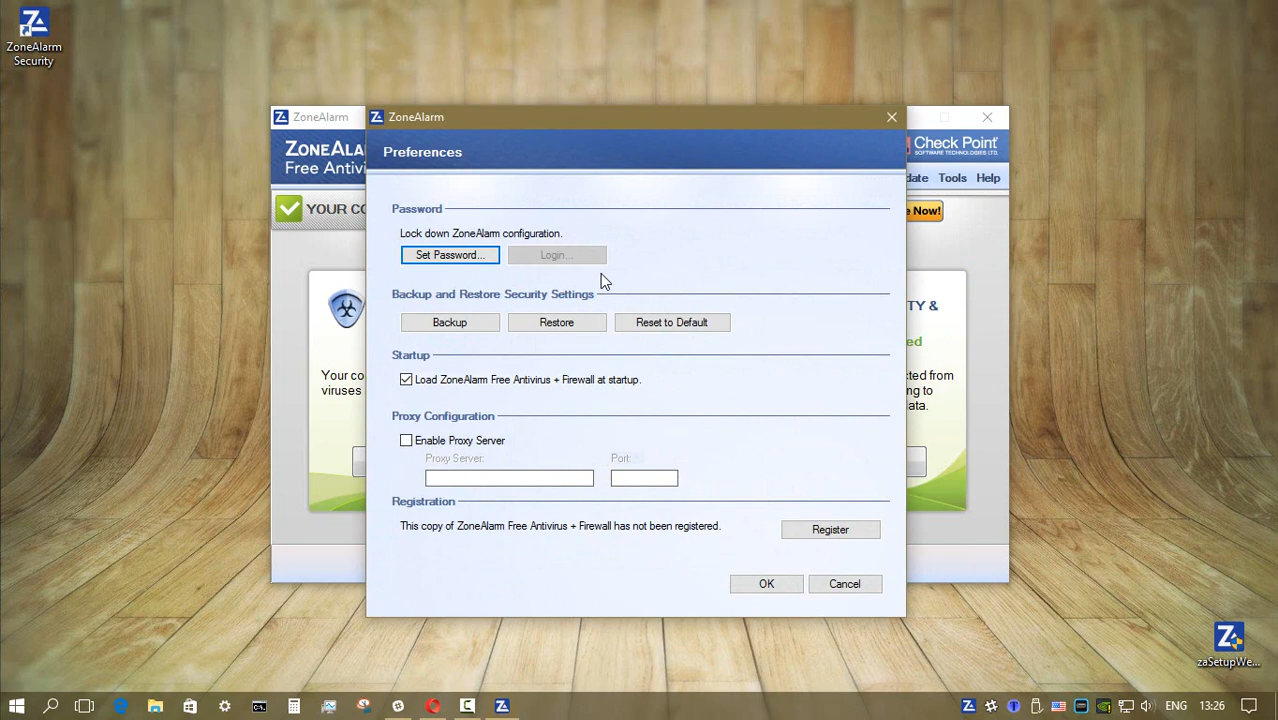 ZoneAlarm
Security
ZoneAlarm
ZONEALA
Free Antivi
Check Point
SOFTWARE TECHNOLOGIES LTD.
date Tools Help
YOUR CO
e Now!
Your co
viruses
TY &
ed
cted from
ng to
ata.
ZoneAlarm
Preferences
Password
Lock down ZoneAlarm configuration.
Set Password... Login...
Backup and Restore Security Settings
Backup Restore Reset to Default
Startup
Load ZoneAlarm Free Antivirus + Firewall at startup.
Proxy Configuration
Enable Proxy Server
Proxy Server: Port:
Registration
This copy of ZoneAlarm Free Antivirus + Firewall has not been registered.
Register
OK Cancel
zaSetupWe...
ENG 13:26